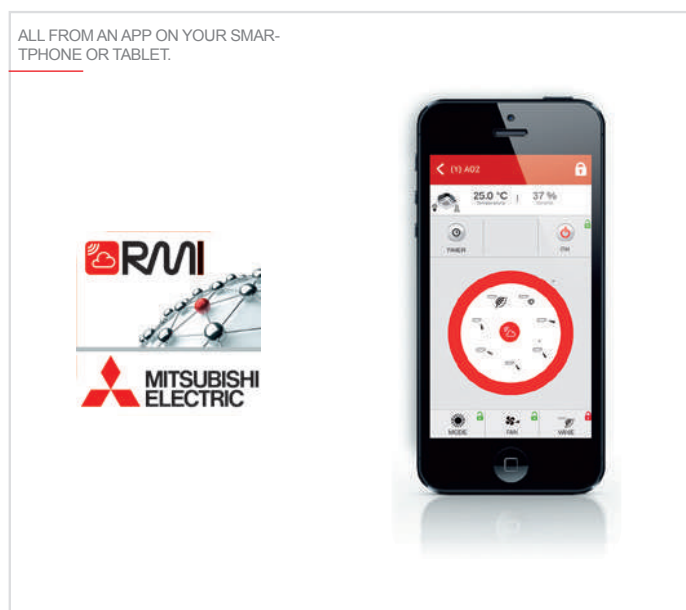 ALL FROM AN APP ON YOUR SMAR-
TPHONE OR TABLET.
RMI
MITSUBISHI
ELECTRIC
(1) A02
25.0 °C | 37 %
TIMER
MODE FAN VANE